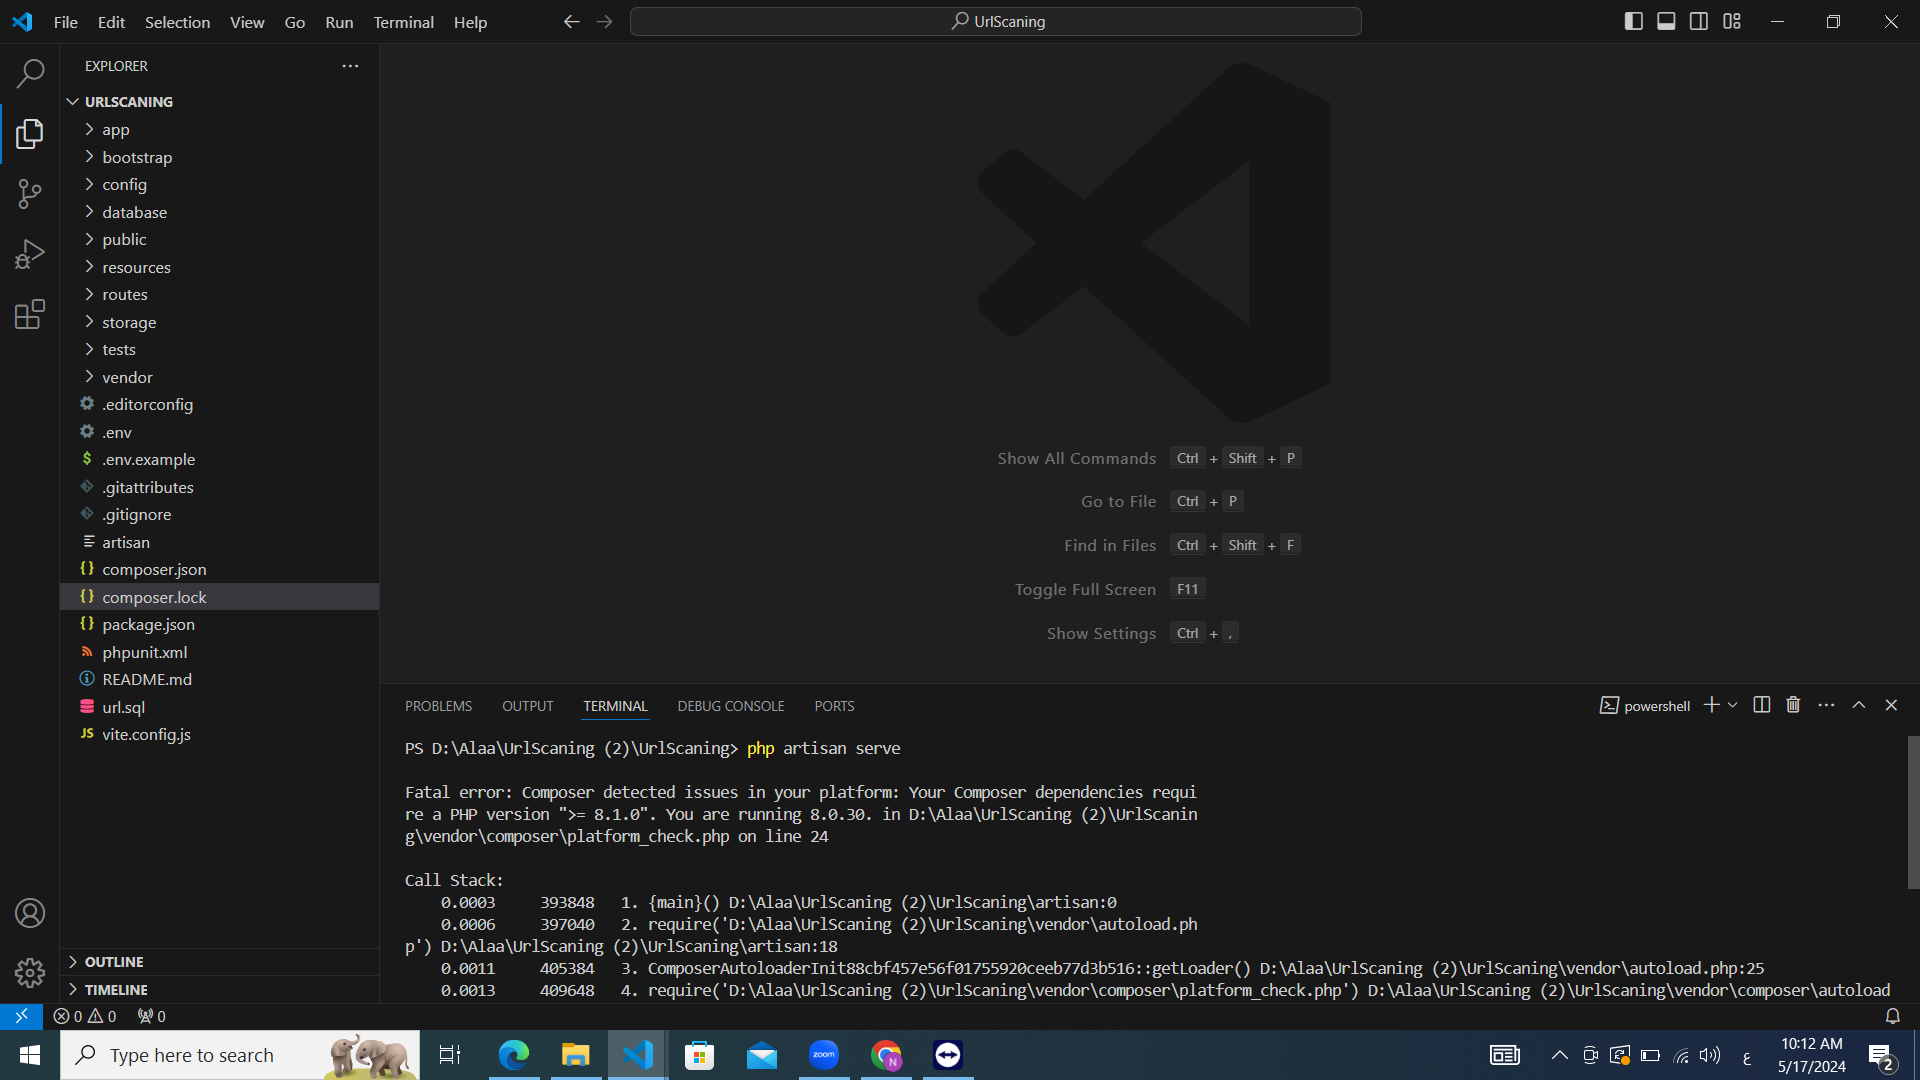 File Edit Selection View Go Run Terminal Help
UrlScaning
EXPLORER
URLSCANING
app
bootstrap
config
database
public
resources
routes
storage
tests
vendor
.editorconfig
.env
.env.example
.gitattributes
.gitignore
artisan
composer.json
composer.lock
package.json
phpunit.xml
README.md
url.sql
vite.config.js
OUTLINE
TIMELINE
Show All Commands Ctrl + Shift + P
Go to File Ctrl + P
Find in Files Ctrl + Shift + F
Toggle Full Screen F11
Show Settings Ctrl + ,
PROBLEMS OUTPUT TERMINAL DEBUG CONSOLE PORTS
powershell
PS D:\Alaa\UrlScaning (2)\UrlScaning> php artisan serve
Fatal error: Composer detected issues in your platform: Your Composer dependencies requi
re a PHP version ">= 8.1.0". You are running 8.0.30. in D:\Alaa\UrlScaning (2)\UrlScanin
g\vendor\composer\platform_check.php on line 24
Call Stack:
0.0003 393848 1. {main}() D:\Alaa\UrlScaning (2)\UrlScaning\artisan:0
0.0006 397040 2. require('D:\Alaa\UrlScaning (2)\UrlScaning\vendor\autoload.ph
p') D:\Alaa\UrlScaning (2)\UrlScaning\artisan:18
0.0011 405384 3. ComposerAutoloaderInit88cbf457e56f01755920ceeb77d3b516::getLoader() D:\Alaa\UrlScaning (2)\UrlScaning\vendor\autoload.php:25
0.0013 409648 4. require('D:\Alaa\UrlScaning (2)\UrlScaning\vendor\composer\platform_check.php') D:\Alaa\UrlScaning (2)\UrlScaning\vendor\composer\autoload
0 0 0
Type here to search
zoom
N
ع
10:12 AM
5/17/2024
2